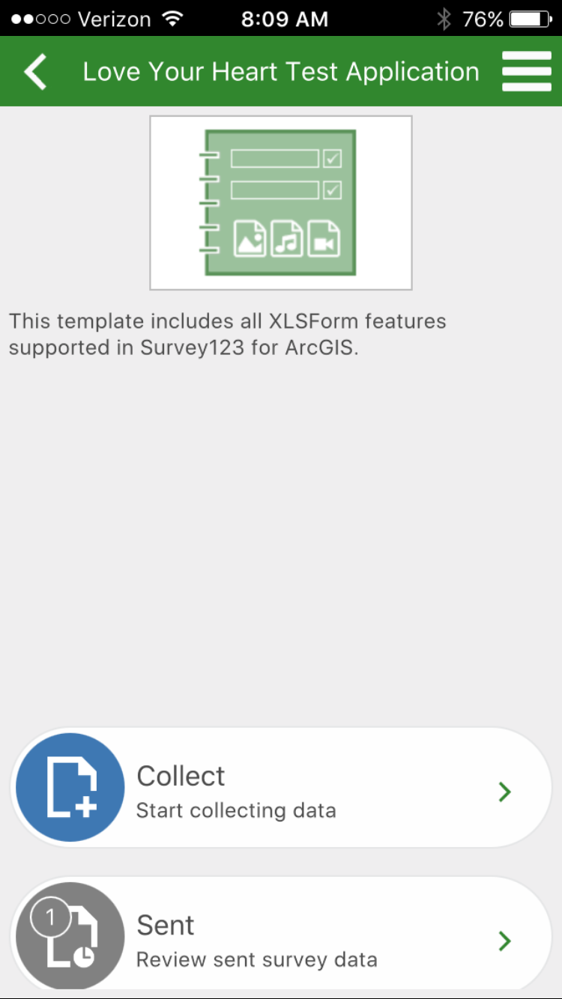 Verizon 8:09 AM 76%
Love Your Heart Test Application
This template includes all XLSForm features
supported in Survey123 for ArcGIS.
Collect
Start collecting data
1
Sent
Review sent survey data